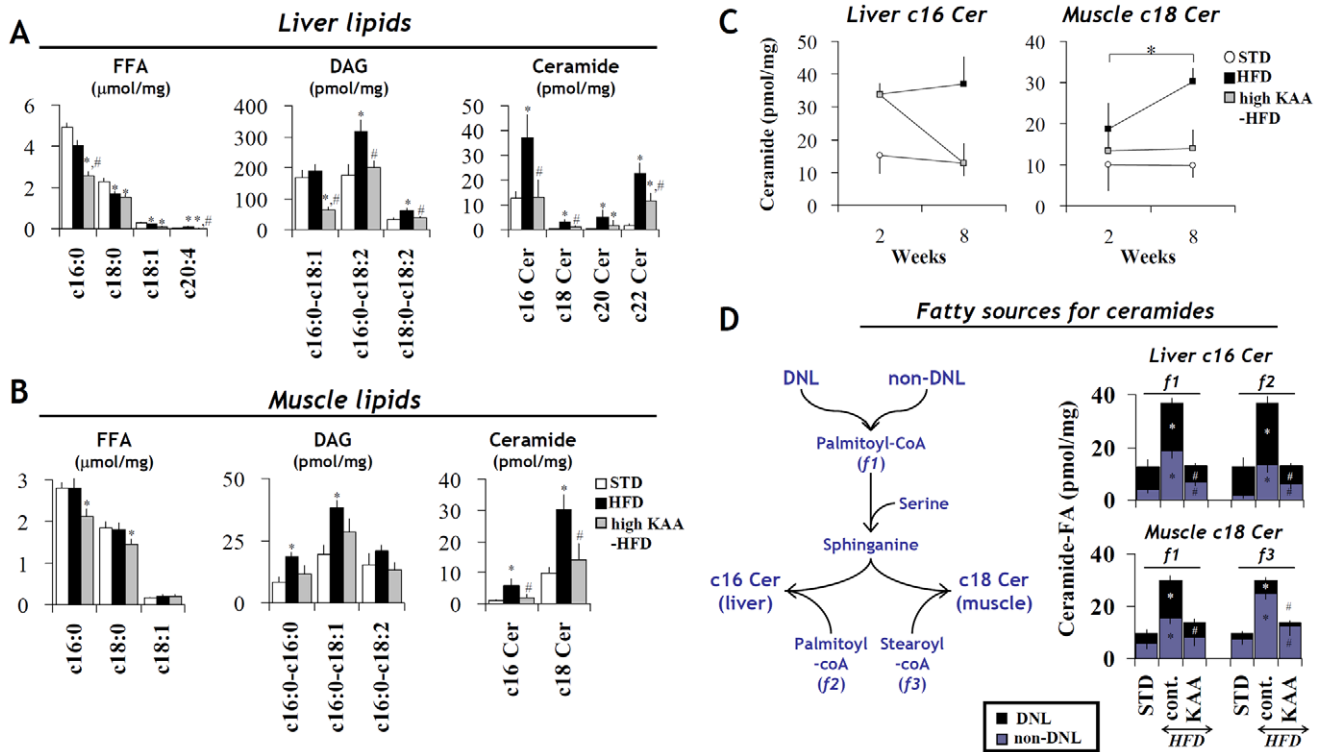 A
Liver lipids
FFA
(μmol/mg)
6
4
2
0
*,#
*
*
*
*
*
*,#
c16:0
c18:0
c18:1
c20:4
DAG
(pmol/mg)
400
300
200
100
0
*,#
*
#
*
#
c16:0-c18:1
c16:0-c18:2
c18:0-c18:2
Ceramide
(pmol/mg)
50
40
30
20
10
0
*
#
*
#
*
*
*
*,#
c16 Cer
c18 Cer
c20 Cer
c22 Cer
B
Muscle lipids
FFA
(μmol/mg)
3
2
1
0
*
*
c16:0
c18:0
c18:1
DAG
(pmol/mg)
50
25
0
*
*
c16:0-c16:0
c16:0-c18:1
c16:0-c18:2
Ceramide
(pmol/mg)
40
30
20
10
0
*
#
*
#
c16 Cer
c18 Cer
STD
HFD
high KAA
-HFD
C
Liver c16 Cer
Ceramide (pmol/mg)
50
40
30
20
10
0
2
8
Weeks
Muscle c18 Cer
40
30
20
10
0
*
2
8
Weeks
STD
HFD
high KAA
-HFD
D
Fatty sources for ceramides
DNL
non-DNL
Palmitoyl-CoA
(f1)
Serine
Sphinganine
c16 Cer
(liver)
c18 Cer
(muscle)
Palmitoyl
-coA
(f2)
Stearoyl
-coA
(f3)
Ceramide-FA (pmol/mg)
Liver c16 Cer
f1
f2
40
20
0
*
*
#
#
*
*
#
#
Muscle c18 Cer
f1
f3
40
20
0
*
*
#
*
*
#
#
STD
cont.
KAA
HFD
STD
cont.
KAA
HFD
DNL
non-DNL